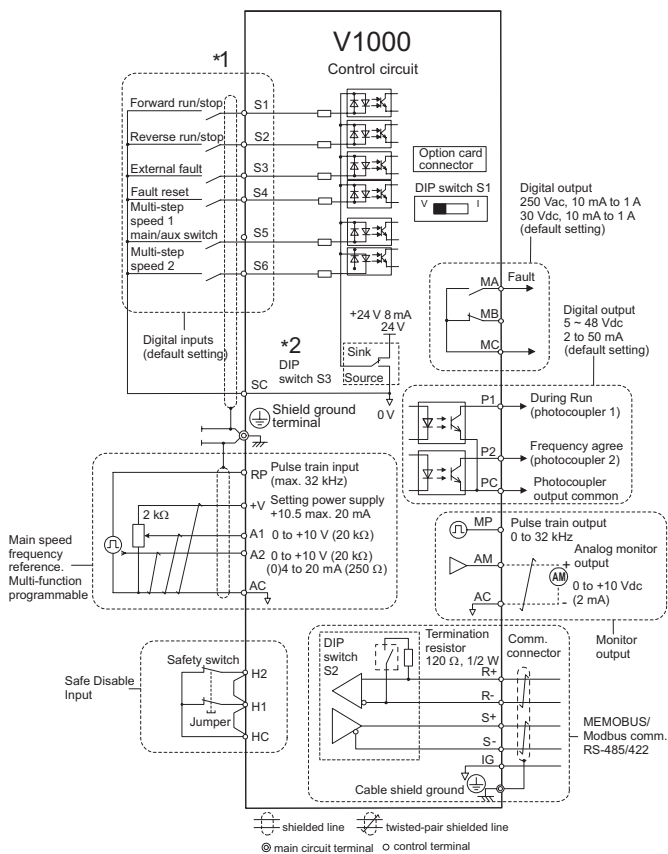 V1000
Control circuit
*1
Forward run/stop
S1
Reverse run/stop
S2
External fault
S3
Fault reset
S4
Multi-step
speed 1
main/aux switch
S5
Multi-step
speed 2
S6
Option card
connector
DIP switch S1
V I
Digital output
250 Vac, 10 mA to 1 A
30 Vdc, 10 mA to 1 A
(default setting)
MA
Fault
MB
MC
Digital inputs
(default setting)
*2
DIP
switch S3
+24 V 8 mA
24 V
Sink
Source
SC
0 V
Digital output
5 ~ 48 Vdc
2 to 50 mA
(default setting)
P1
During Run
(photocoupler 1)
P2
Frequency agree
(photocoupler 2)
PC
Photocoupler
output common
Shield ground
terminal
RP
Pulse train input
(max. 32 kHz)
+V
Setting power supply
+10.5 max. 20 mA
2 kΩ
A1
0 to +10 V (20 kΩ)
A2
0 to +10 V (20 kΩ)
(0)4 to 20 mA (250 Ω)
AC
Main speed
frequency
reference.
Multi-function
programmable
MP
Pulse train output
0 to 32 kHz
AM
Analog monitor
output
+
AM
0 to +10 Vdc
(2 mA)
AC
-
Monitor
output
Safe Disable
Input
Safety switch
H2
H1
Jumper
HC
DIP
switch
S2
Termination
resistor
120 Ω, 1/2 W
Comm.
connector
R+
R-
S+
S-
IG
MEMOBUS/
Modbus comm.
RS-485/422
Cable shield ground
shielded line
twisted-pair shielded line
main circuit terminal
control terminal